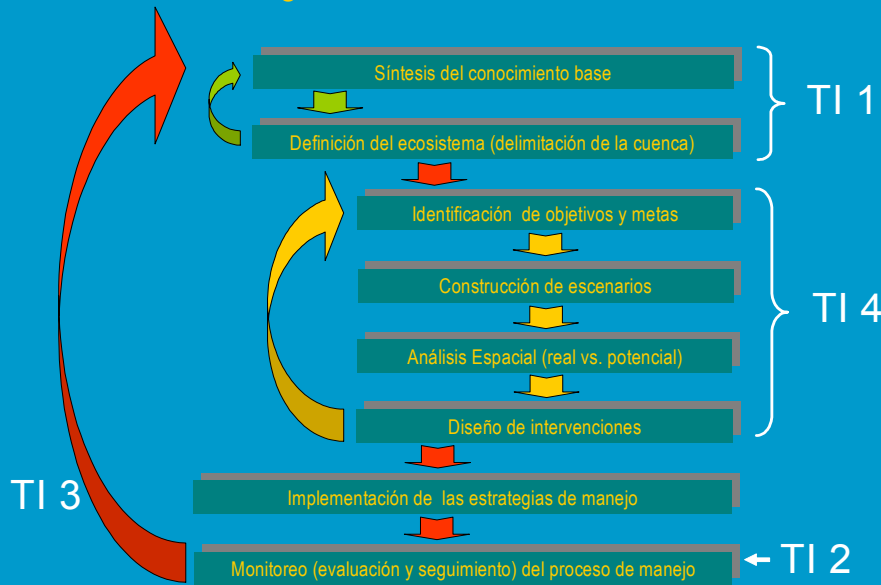 Síntesis del conocimiento base
TI 1
Definición del ecosistema (delimitación de la cuenca)
Identificación de objetivos y metas
Construcción de escenarios
TI 4
Análisis Espacial (real vs. potencial)
Diseño de intervenciones
TI 3
Implementación de las estrategias de manejo
Monitoreo (evaluación y seguimiento) del proceso de manejo
TI 2